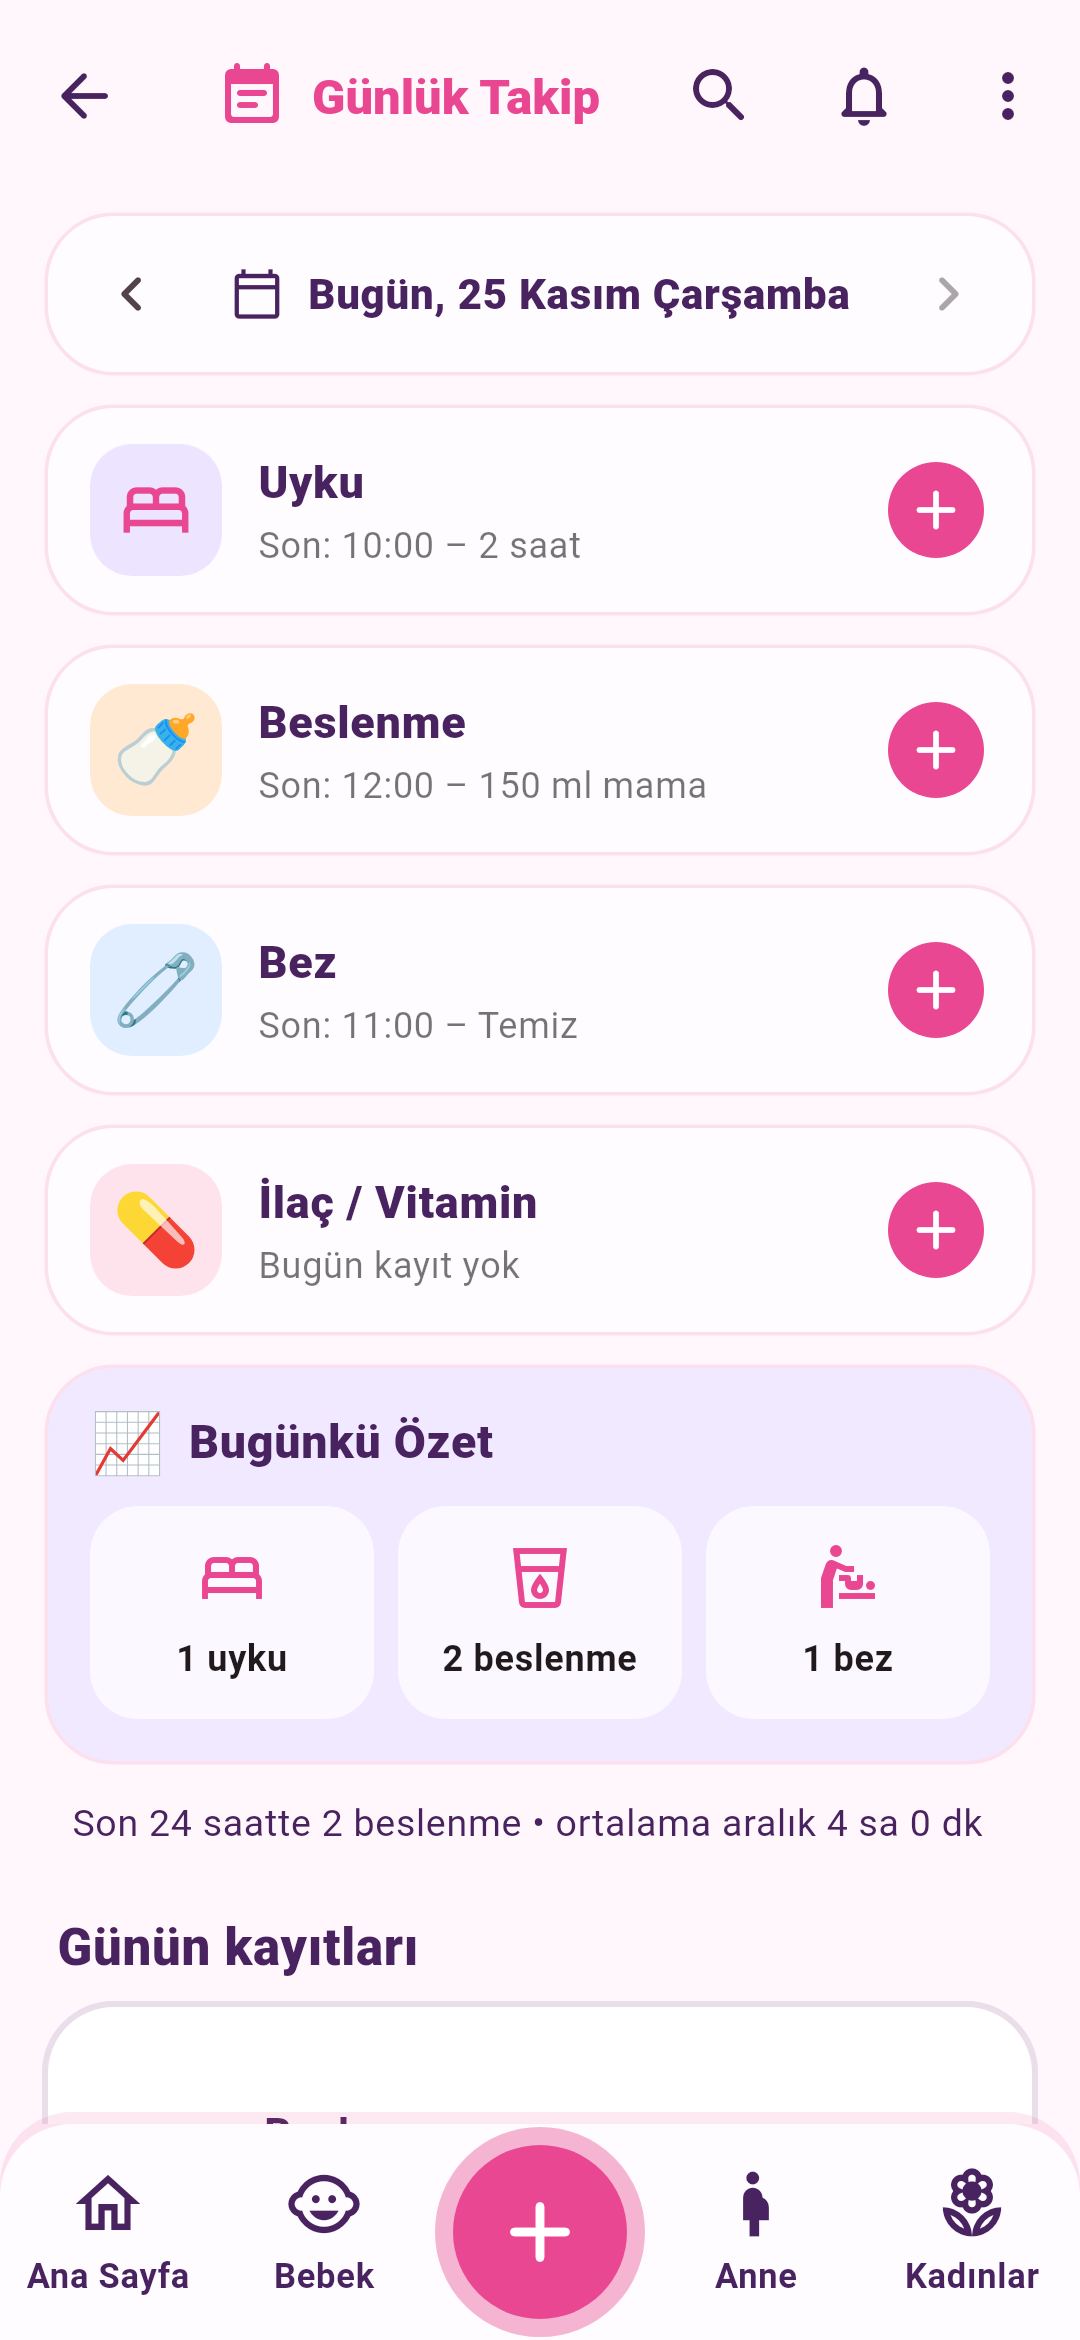 Günlük Takip
Bugün, 25 Kasım Çarşamba
Uyku
Son: 10:00 – 2 saat
Beslenme
Son: 12:00 – 150 ml mama
Bez
Son: 11:00 – Temiz
İlaç / Vitamin
Bugün kayıt yok
Bugünkü Özet
1 uyku
2 beslenme
1 bez
Son 24 saatte 2 beslenme • ortalama aralık 4 sa 0 dk
Günün kayıtları
Ana Sayfa
Bebek
Anne
Kadınlar